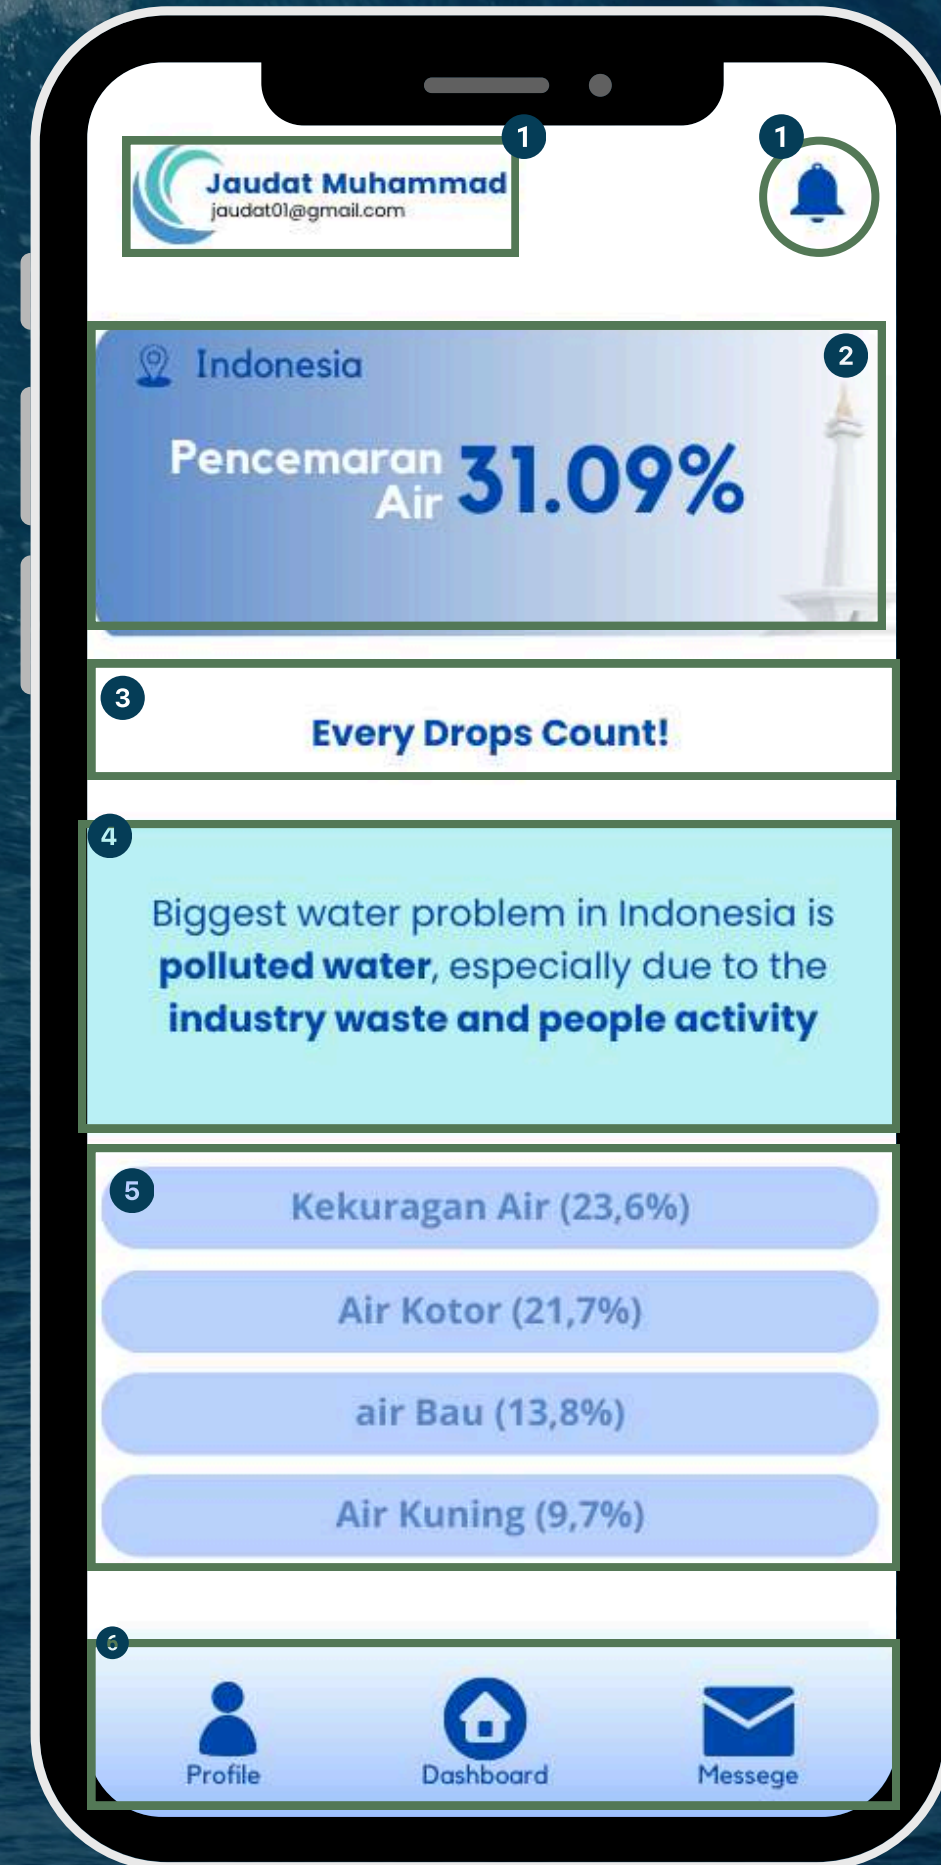 1
1
Jaudat Muhammad
jaudat01@gmail.com
2
Indonesia
Pencemaran
Air
31.09%
3
Every Drops Count!
4
Biggest water problem in Indonesia is
polluted water, especially due to the
industry waste and people activity
5
Kekuragan Air (23,6%)
Air Kotor (21,7%)
air Bau (13,8%)
Air Kuning (9,7%)
6
Profile
Dashboard
Messege